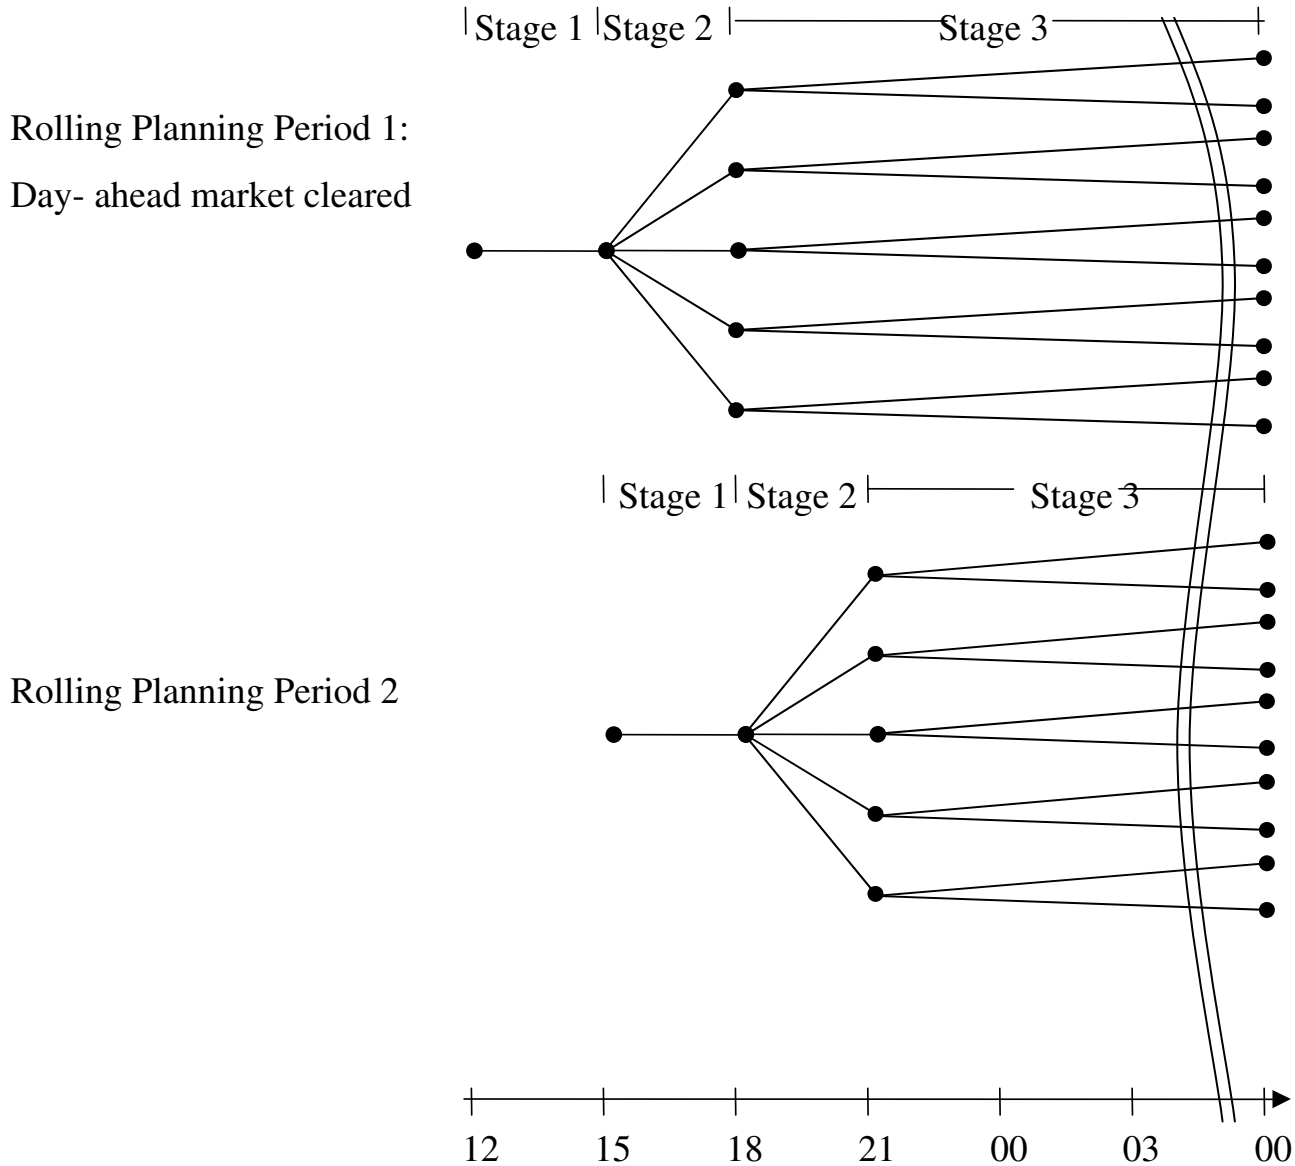 Stage 1 Stage 2 Stage 3
Rolling Planning Period 1:
Day- ahead market cleared
Stage 1 Stage 2 Stage 3
Rolling Planning Period 2
12 15 18 21 00 03 00